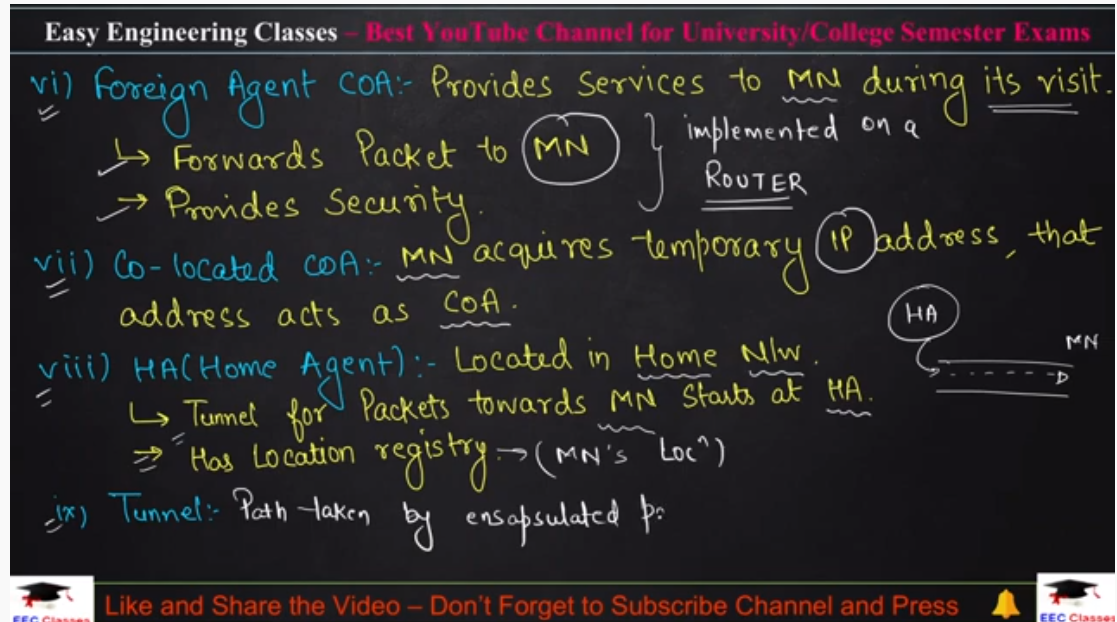 Easy Engineering Classes – Best YouTube Channel for University/College Semester Exams
vi) Foreign Agent COA:- Provides Services to MN during its visit.
↳ Forwards Packet to MN
implemented on a
ROUTER
→ Provides Security.
vii) Co-located COA:- MN acquires temporary IP address, that
address acts as COA.
HA
MN
viii) HA(Home Agent):- Located in Home N/w.
↳ Tunnel for Packets towards MN Starts at HA.
⇒ Has Location registry → (MN's Locⁿ)
ix) Tunnel:- Path taken by ensapsulated
Like and Share the Video – Don't Forget to Subscribe Channel and Press
EEC Classes
EEC Classes